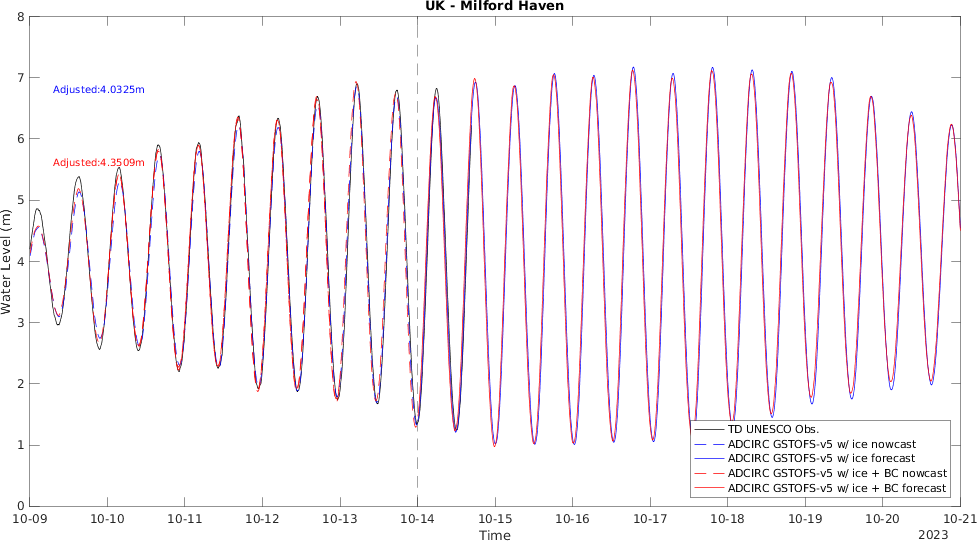 UK - Milford Haven
8
7
6
5
4
3
2
1
0
Water Level (m)
Adjusted:4.0325m
Adjusted:4.3509m
TD UNESCO Obs.
ADCIRC GSTOFS-v5 w/ ice nowcast
ADCIRC GSTOFS-v5 w/ ice forecast
ADCIRC GSTOFS-v5 w/ ice + BC nowcast
ADCIRC GSTOFS-v5 w/ ice + BC forecast
10-09 10-10 10-11 10-12 10-13 10-14 10-15 10-16 10-17 10-18 10-19 10-20 10-21
Time
2023